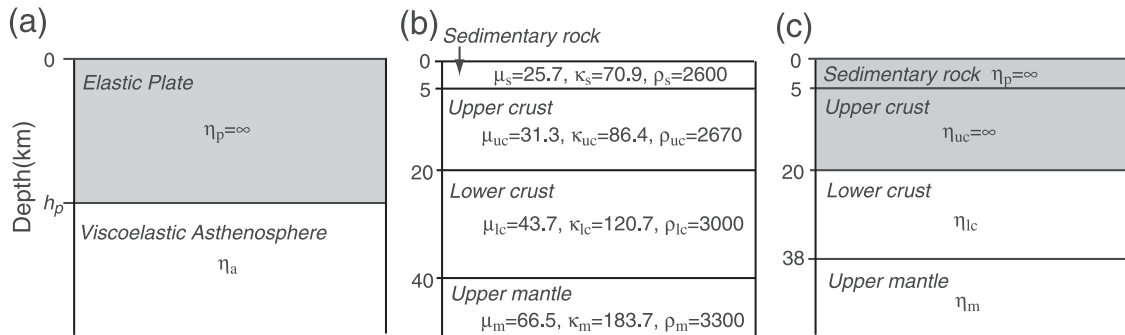 (a)
0
Elastic Plate
ηp=∞
hp
Viscoelastic Asthenosphere
ηa
Depth(km)
(b)
Sedimentary rock
0
μs=25.7, κs=70.9, ρs=2600
5
Upper crust
μuc=31.3, κuc=86.4, ρuc=2670
20
Lower crust
μlc=43.7, κlc=120.7, ρlc=3000
40
Upper mantle
μm=66.5, κm=183.7, ρm=3300
(c)
0
Sedimentary rock ηp=∞
5
Upper crust
ηuc=∞
20
Lower crust
ηlc
38
Upper mantle
ηm